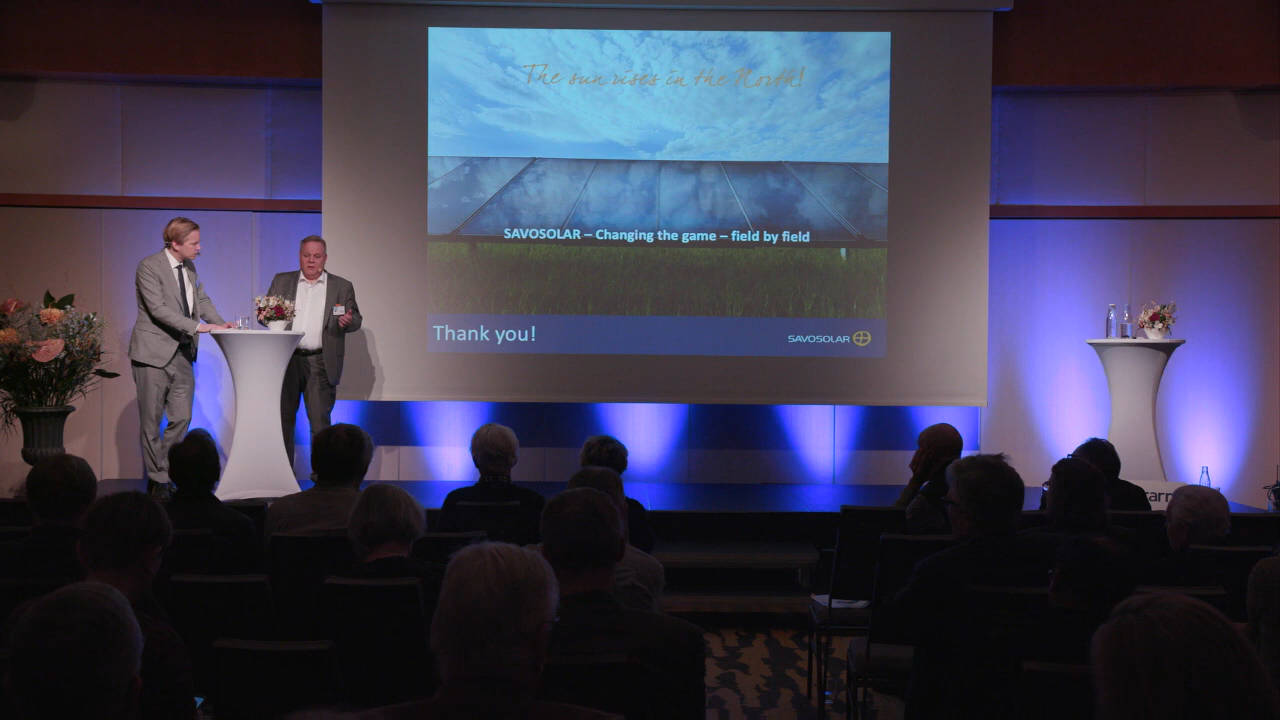 The sun rises in the North!
SAVOSOLAR – Changing the game – field by field
Thank you!
SAVOSOLAR